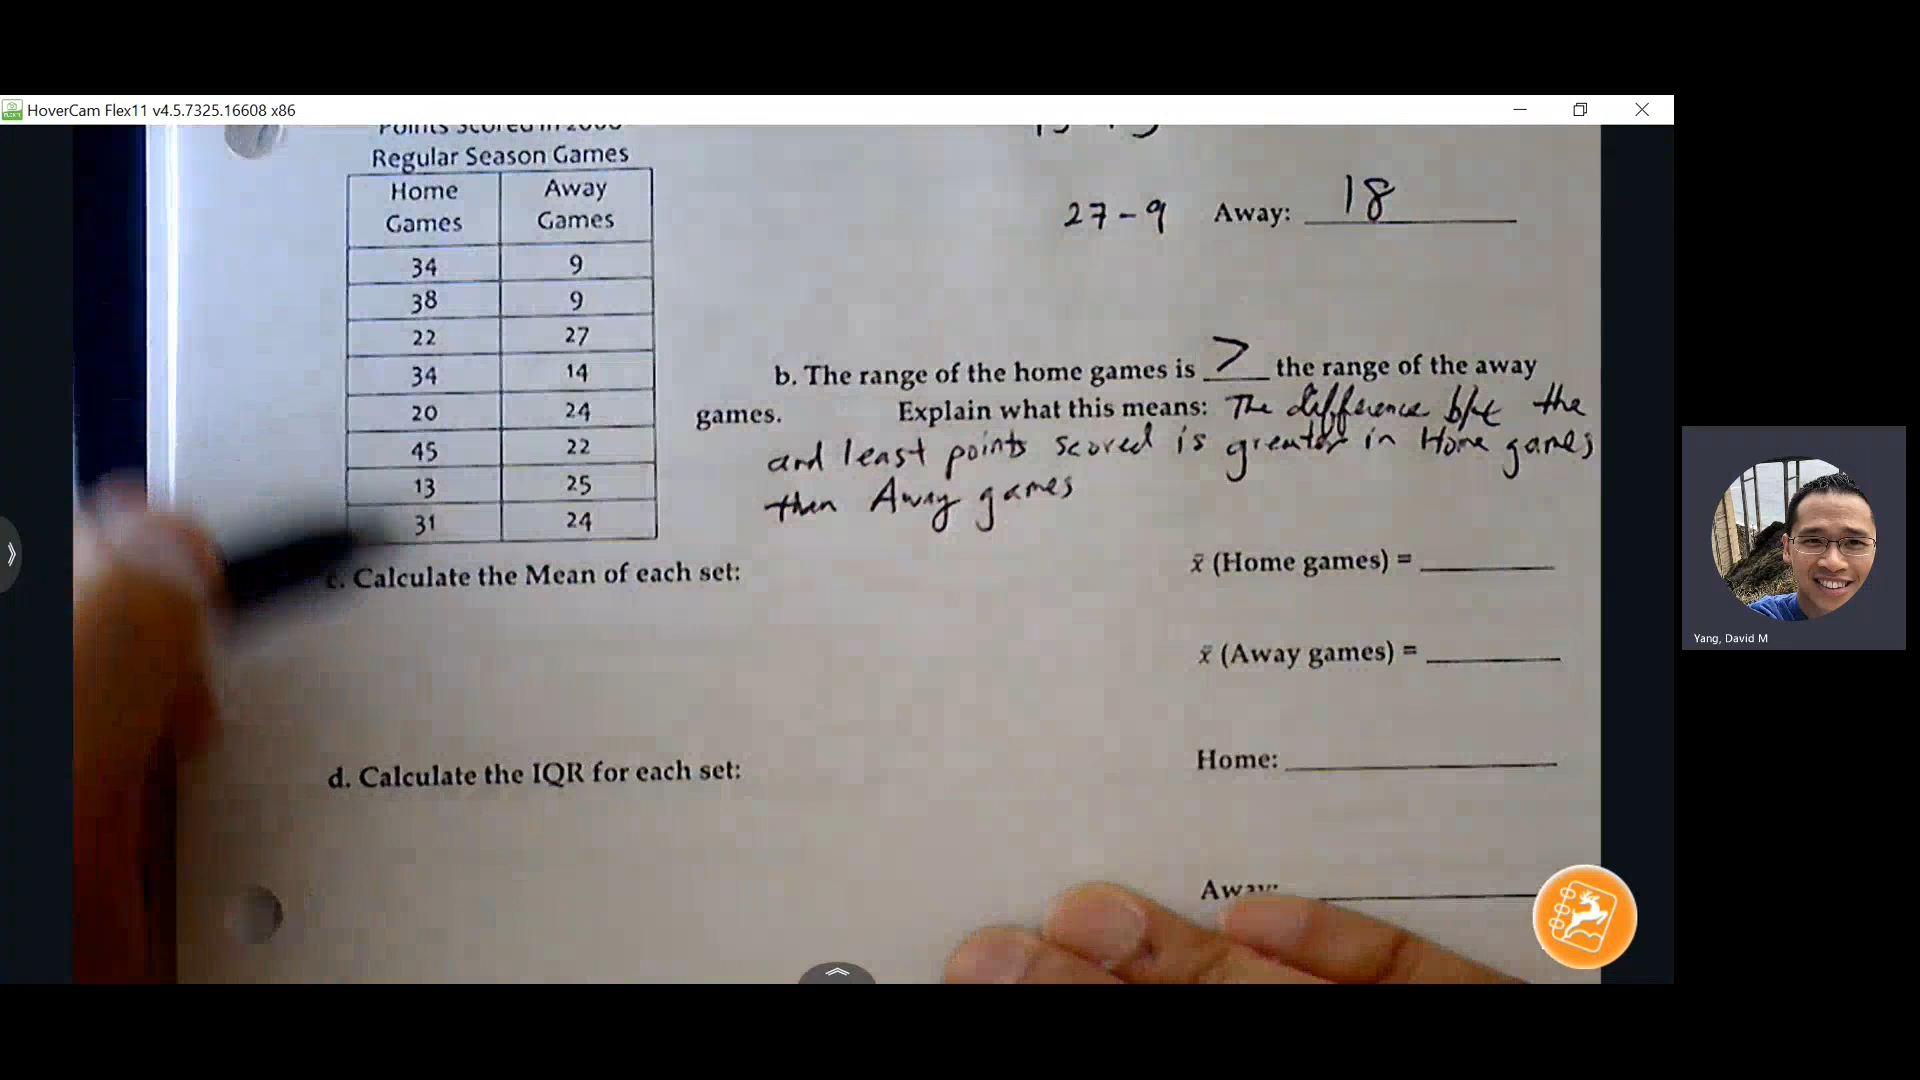 HoverCam Flex11 v4.5.7325.16608 x86
Regular Season Games
Home Games
Away Games
27-9 Away: 18
34 9
38 9
22 27
34 14
20 24
45 22
13 25
31 24
b. The range of the home games is > the range of the away
games. Explain what this means: The difference b/t the
and least points scored is greater in Home games
then Away games
c. Calculate the Mean of each set:
x̄ (Home games) =
x̄ (Away games) =
d. Calculate the IQR for each set:
Home:
Away:
Yang, David M